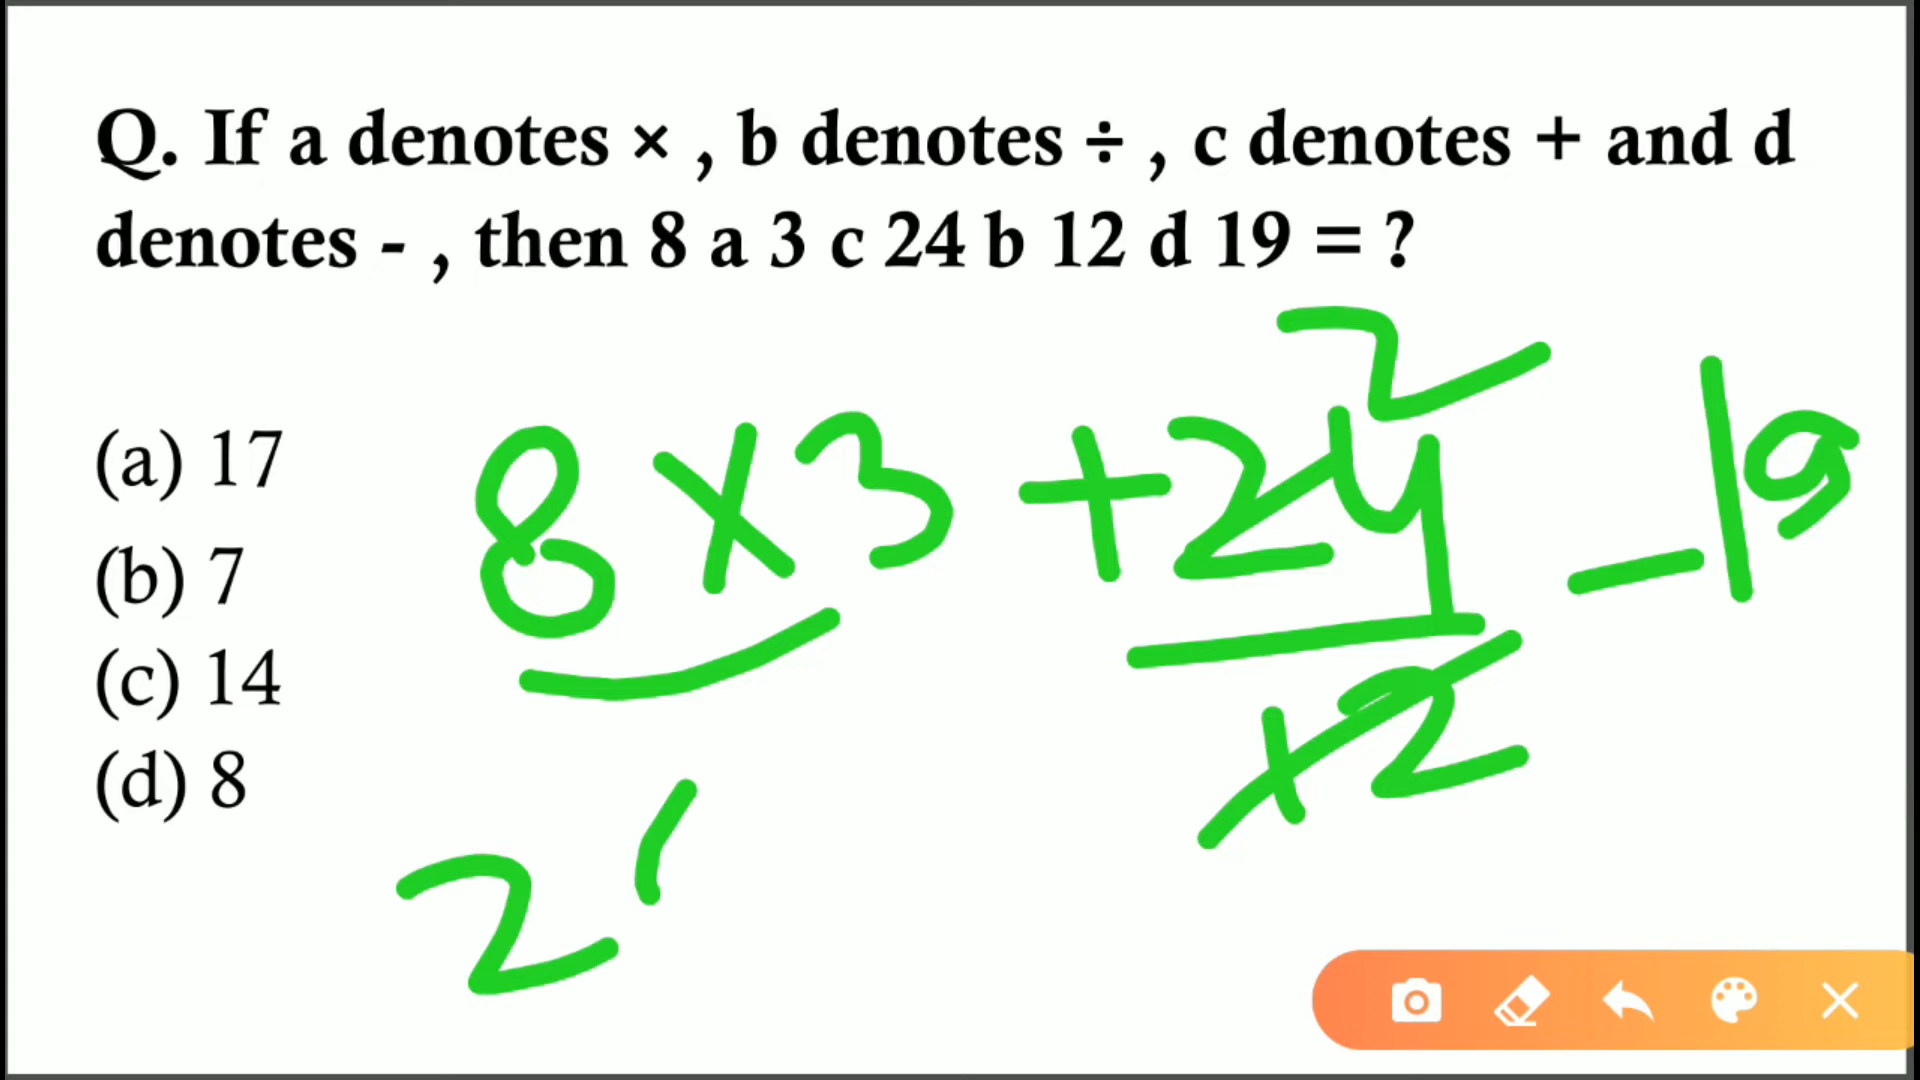 Q. If a denotes × , b denotes ÷ , c denotes + and d
denotes - , then 8 a 3 c 24 b 12 d 19 = ?
(a) 17
(b) 7
(c) 14
(d) 8
2
8 × 3 + 24 - 19
12
2